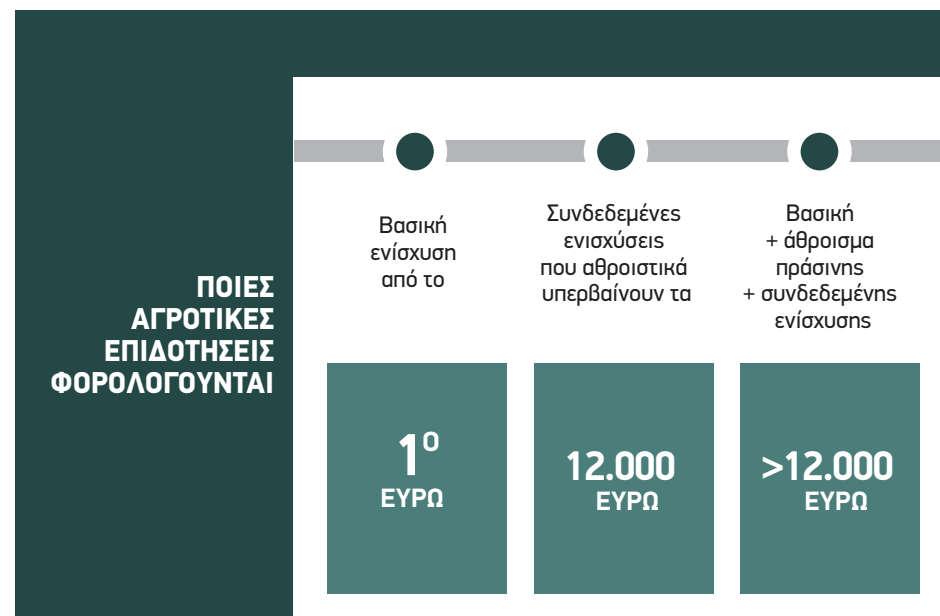 ΠΟΙΕΣ
ΑΓΡΟΤΙΚΕΣ
ΕΠΙΔΟΤΗΣΕΙΣ
ΦΟΡΟΛΟΓΟΥΝΤΑΙ
Βασική
ενίσχυση
από το
1Ο
ΕΥΡΩ
Συνδεδεμένες
ενισχύσεις
που αθροιστικά
υπερβαίνουν τα
12.000
ΕΥΡΩ
Βασική
+ άθροισμα
πράσινης
+ συνδεδεμένης
ενίσχυσης
>12.000
ΕΥΡΩ